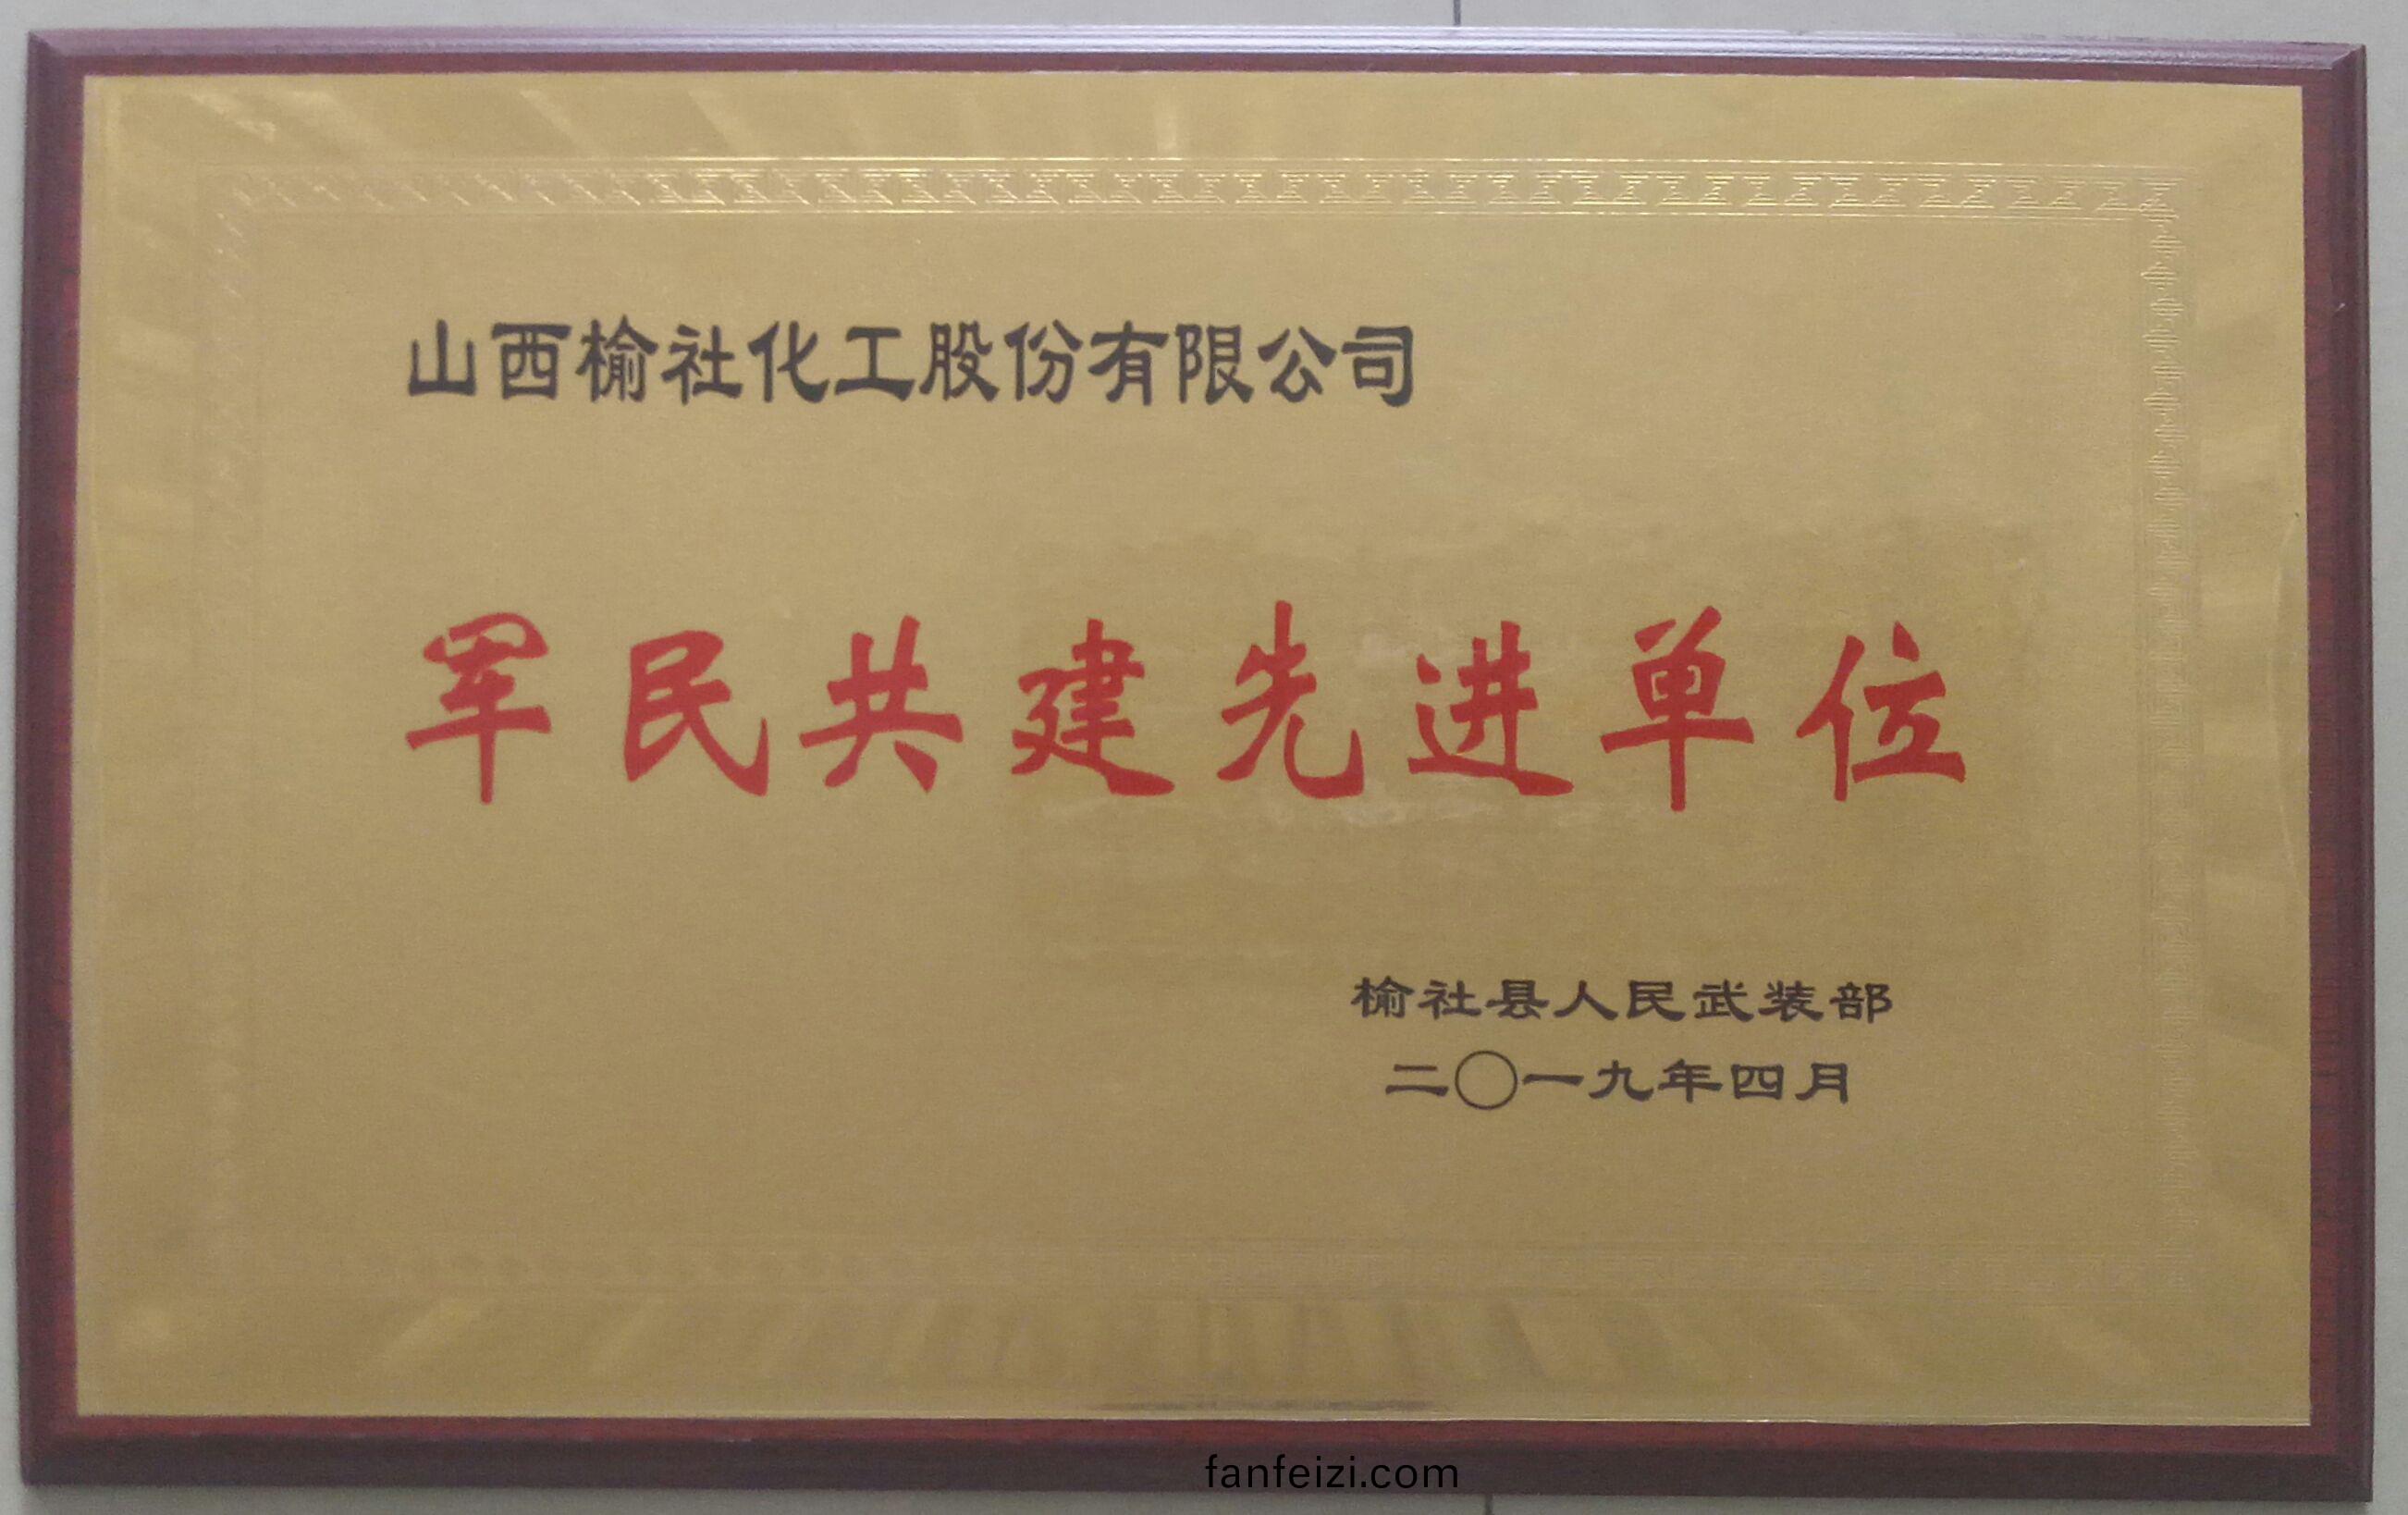 山西榆社化工股份有限公司
军民共建先进单位
榆社县人民武装部
二〇一九年四月
fanfeizi.com